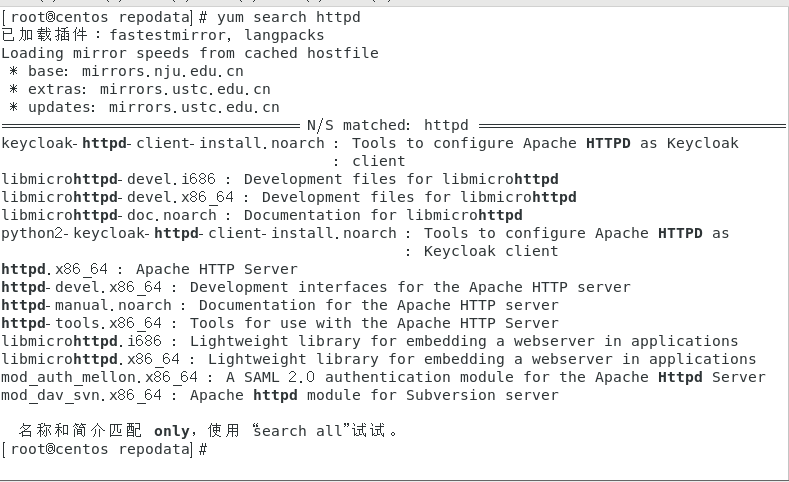 [root@centos repodata]# yum search httpd
已加载插件：fastestmirror, langpacks
Loading mirror speeds from cached hostfile
 * base: mirrors.nju.edu.cn
 * extras: mirrors.ustc.edu.cn
 * updates: mirrors.ustc.edu.cn
================================= N/S matched: httpd ==================================
keycloak-httpd-client-install.noarch : Tools to configure Apache HTTPD as Keycloak
                                     : client
libmicrohttpd-devel.i686 : Development files for libmicrohttpd
libmicrohttpd-devel.x86_64 : Development files for libmicrohttpd
libmicrohttpd-doc.noarch : Documentation for libmicrohttpd
python2-keycloak-httpd-client-install.noarch : Tools to configure Apache HTTPD as
                                             : Keycloak client
httpd.x86_64 : Apache HTTP Server
httpd-devel.x86_64 : Development interfaces for the Apache HTTP server
httpd-manual.noarch : Documentation for the Apache HTTP server
httpd-tools.x86_64 : Tools for use with the Apache HTTP Server
libmicrohttpd.i686 : Lightweight library for embedding a webserver in applications
libmicrohttpd.x86_64 : Lightweight library for embedding a webserver in applications
mod_auth_mellon.x86_64 : A SAML 2.0 authentication module for the Apache Httpd Server
mod_dav_svn.x86_64 : Apache httpd module for Subversion server
  名称和简介匹配 only，使用“search all”试试。
[root@centos repodata]#